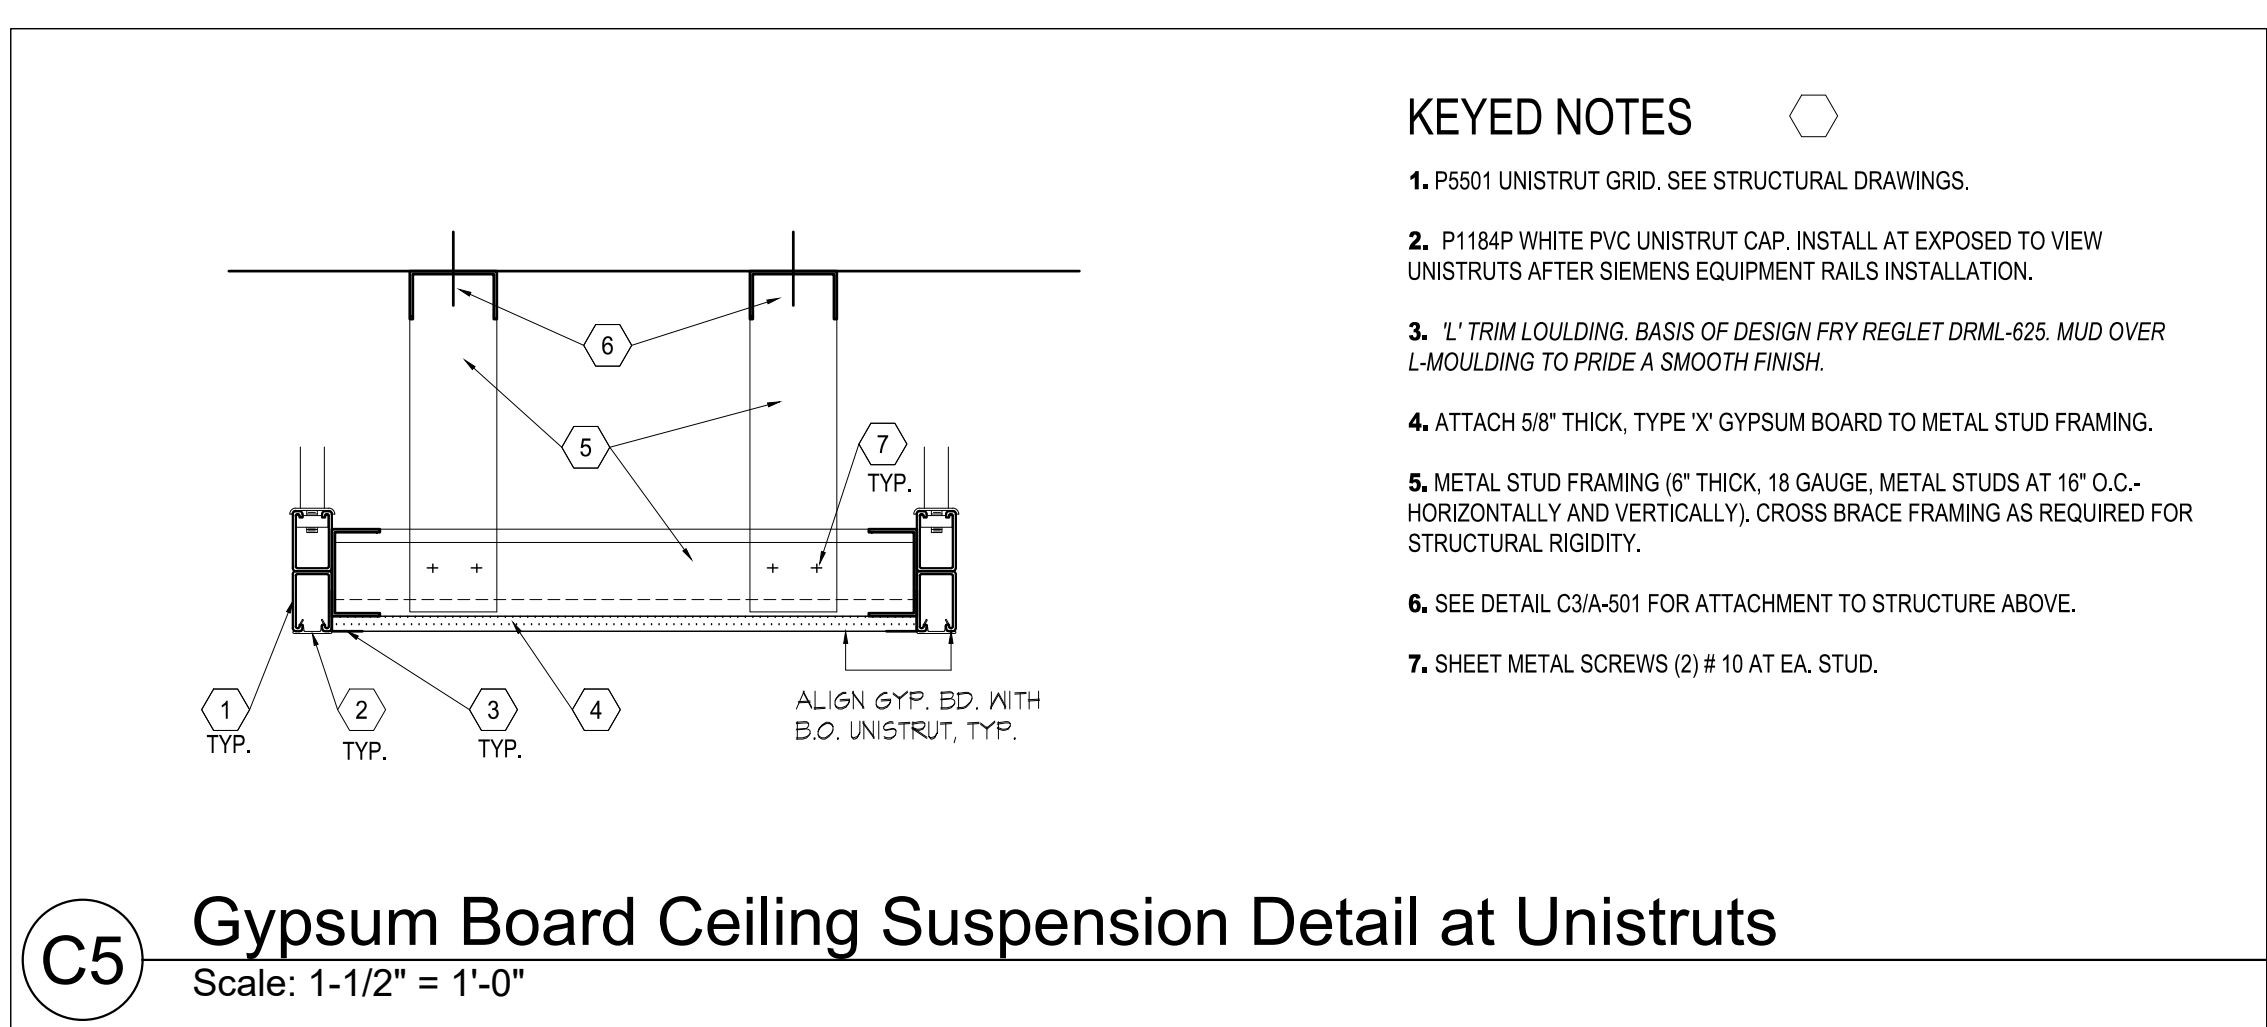 KEYED NOTES
1. P5501 UNISTRUT GRID. SEE STRUCTURAL DRAWINGS.
2. P1184P WHITE PVC UNISTRUT CAP. INSTALL AT EXPOSED TO VIEW
UNISTRUTS AFTER SIEMENS EQUIPMENT RAILS INSTALLATION.
3. 'L' TRIM LOULDING. BASIS OF DESIGN FRY REGLET DRML-625. MUD OVER
L-MOULDING TO PRIDE A SMOOTH FINISH.
4. ATTACH 5/8" THICK, TYPE 'X' GYPSUM BOARD TO METAL STUD FRAMING.
5. METAL STUD FRAMING (6" THICK, 18 GAUGE, METAL STUDS AT 16" O.C.-
HORIZONTALLY AND VERTICALLY). CROSS BRACE FRAMING AS REQUIRED FOR
STRUCTURAL RIGIDITY.
6. SEE DETAIL C3/A-501 FOR ATTACHMENT TO STRUCTURE ABOVE.
7. SHEET METAL SCREWS (2) # 10 AT EA. STUD.
6
5
7
TYP.
1
TYP.
2
TYP.
3
TYP.
4
ALIGN GYP. BD. WITH
B.O. UNISTRUT, TYP.
C5
Gypsum Board Ceiling Suspension Detail at Unistruts
Scale: 1-1/2" = 1'-0"